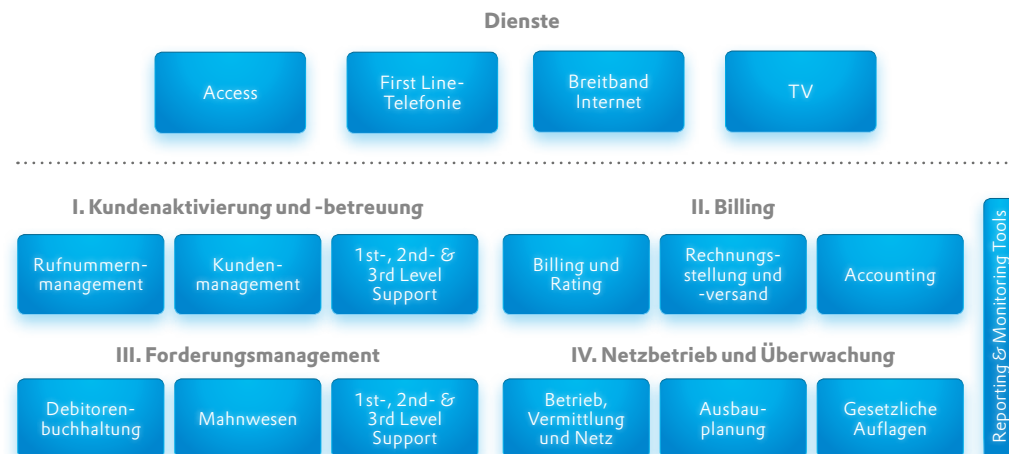 Dienste
Access
First Line-
Telefonie
Breitband
Internet
TV
I. Kundenaktivierung und -betreuung
Rufnummern-
management
Kunden-
management
1st-, 2nd- &
3rd Level
Support
II. Billing
Billing und
Rating
Rechnungs-
stellung und
-versand
Accounting
III. Forderungsmanagement
Debitoren-
buchhaltung
Mahnwesen
1st-, 2nd- &
3rd Level
Support
IV. Netzbetrieb und Überwachung
Betrieb,
Vermittlung
und Netz
Ausbau-
planung
Gesetzliche
Auflagen
Reporting & Monitoring Tools